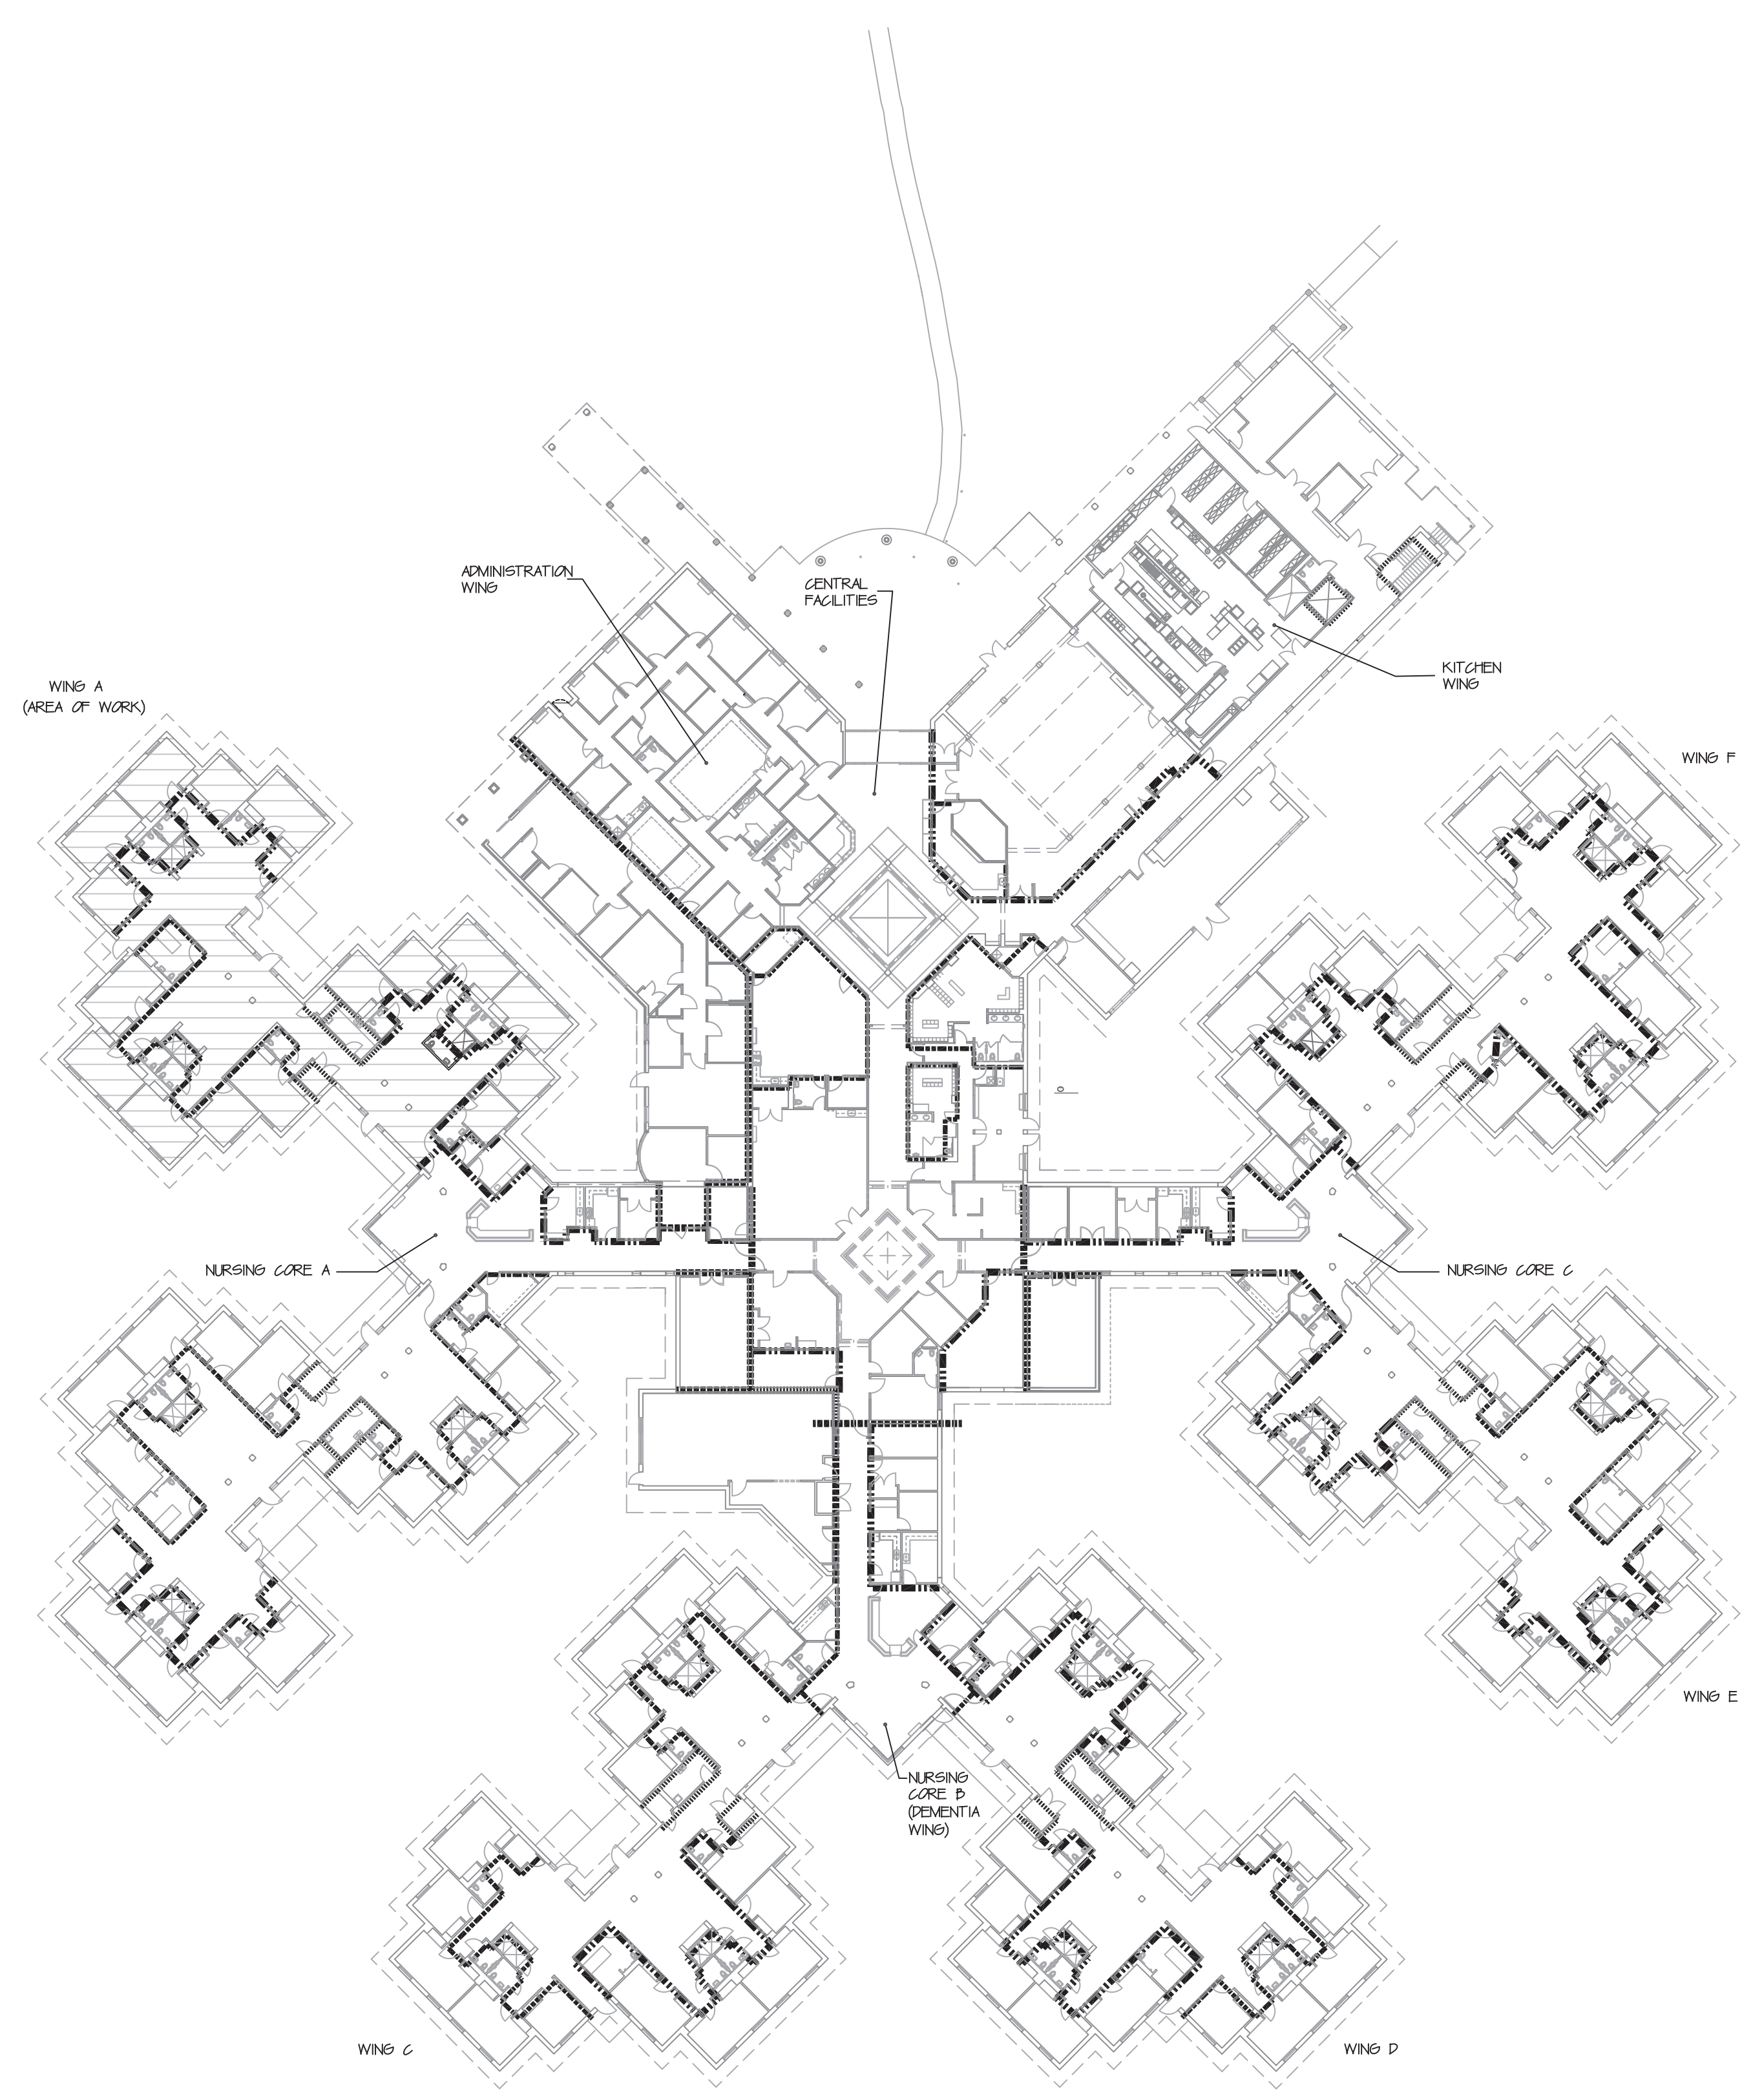 ADMINISTRATION
WING
CENTRAL
FACILITIES
KITCHEN
WING
WING A
(AREA OF WORK)
WING F
NURSING CORE A
NURSING CORE C
WING E
NURSING
CORE B
(DEMENTIA
WING)
WING C
WING D